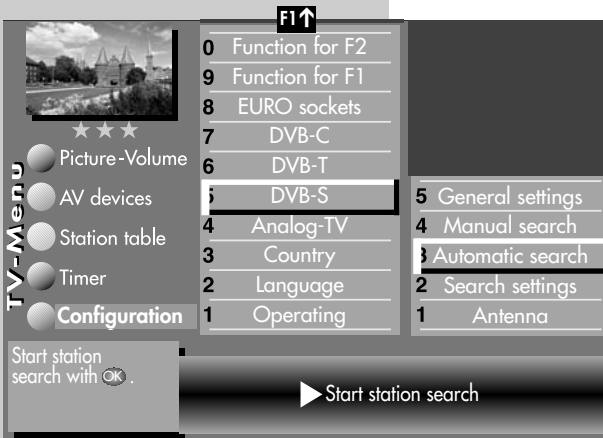 F1↑
0 Function for F2
9 Function for F1
8 EURO sockets
7 DVB-C
6 DVB-T
5 DVB-S
4 Analog-TV
3 Country
2 Language
1 Operating
TV-Menu
Picture-Volume
AV devices
Station table
Timer
Configuration
5 General settings
4 Manual search
3 Automatic search
2 Search settings
1 Antenna
Start station
search with OK .
Start station search